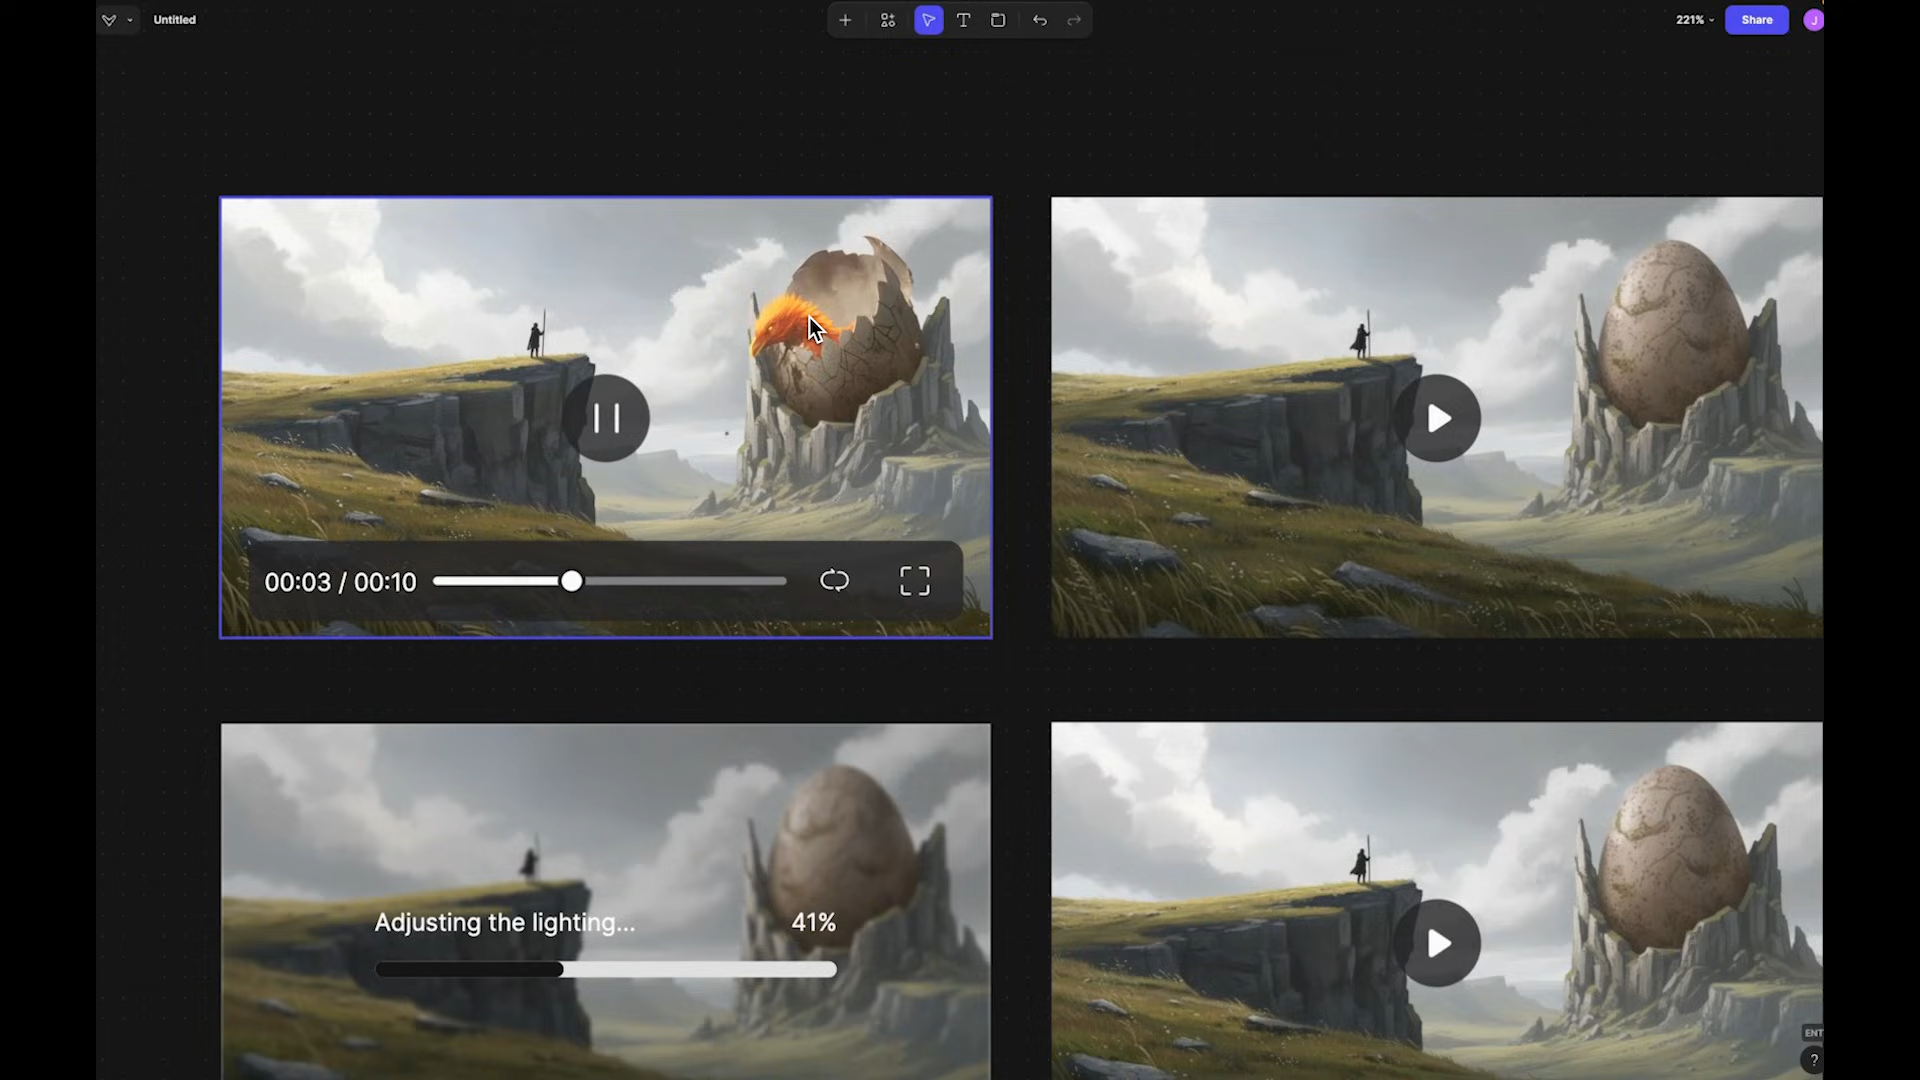 Untitled
221%
Share
J
00:03 / 00:10
Adjusting the lighting...
41%
ENT
?